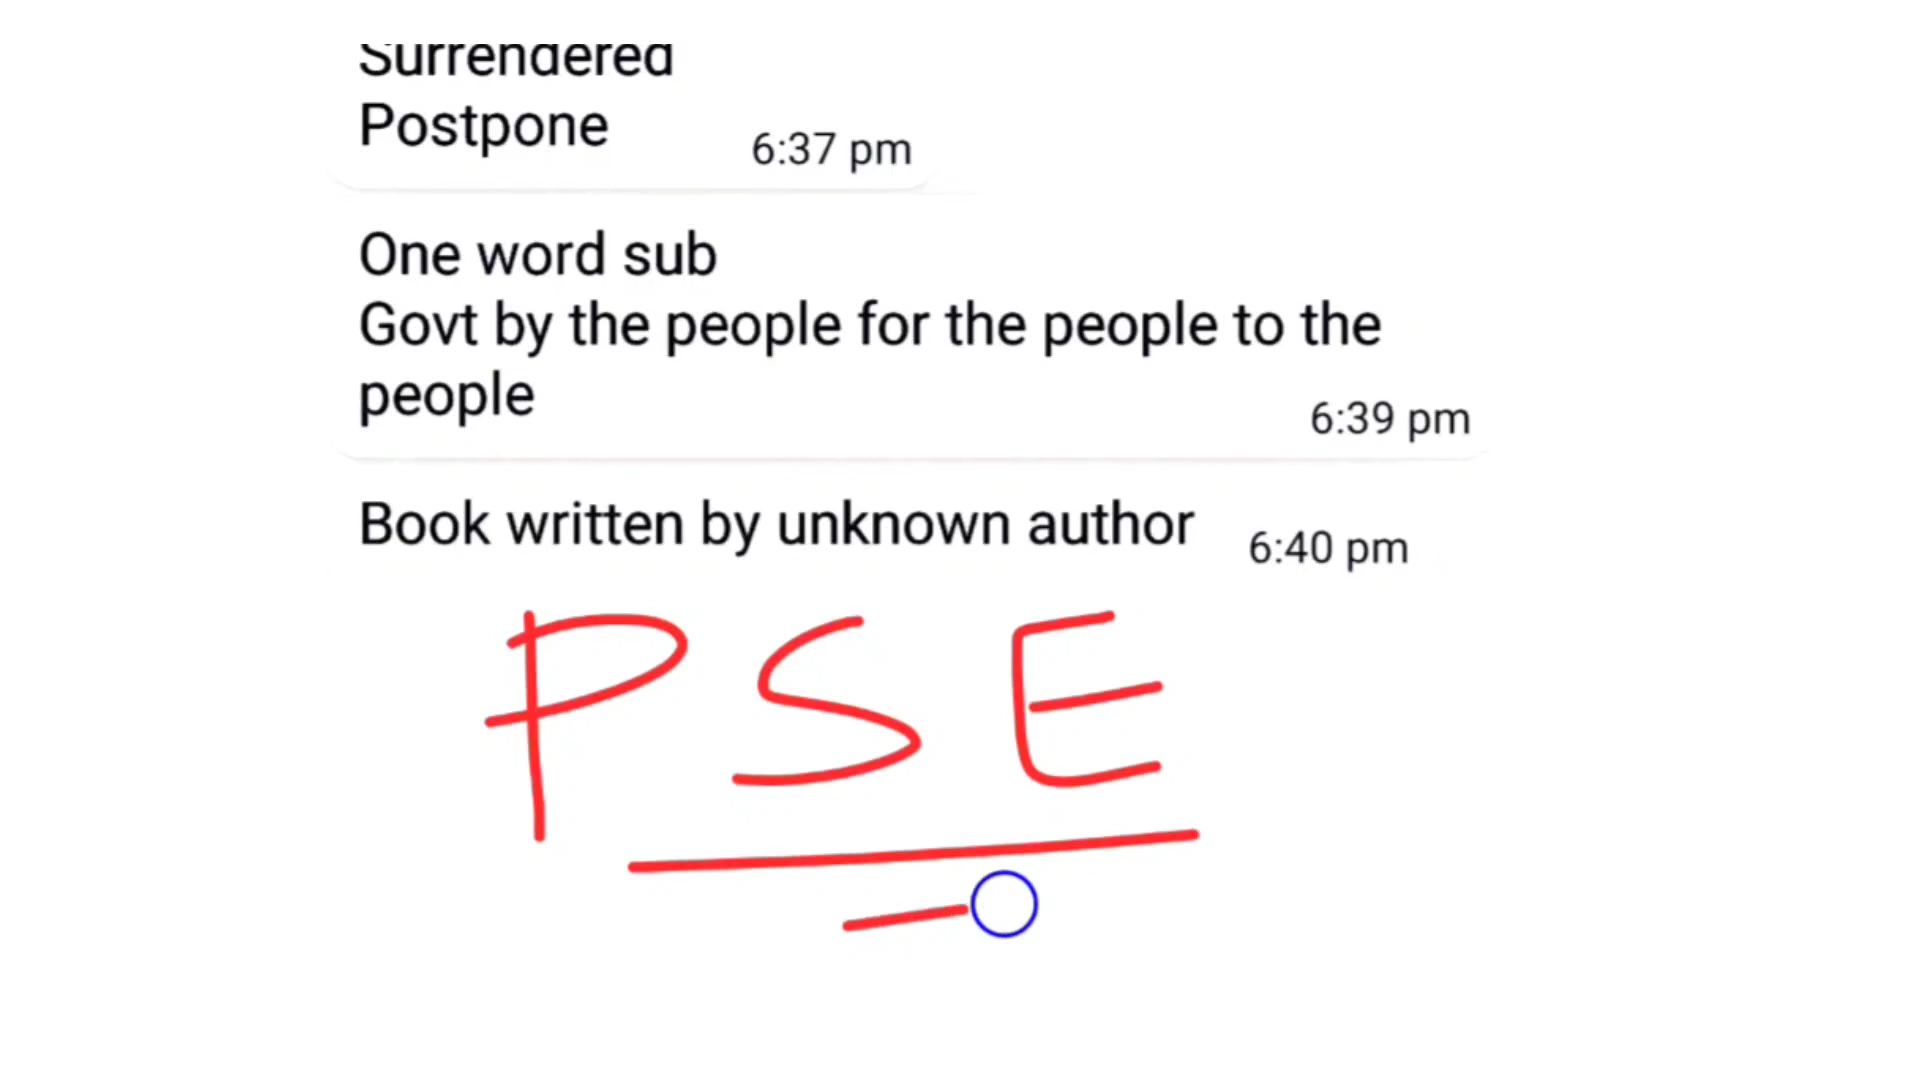 Surrendered
Postpone
6:37 pm
One word sub
Govt by the people for the people to the
people
6:39 pm
Book written by unknown author
6:40 pm
PSE